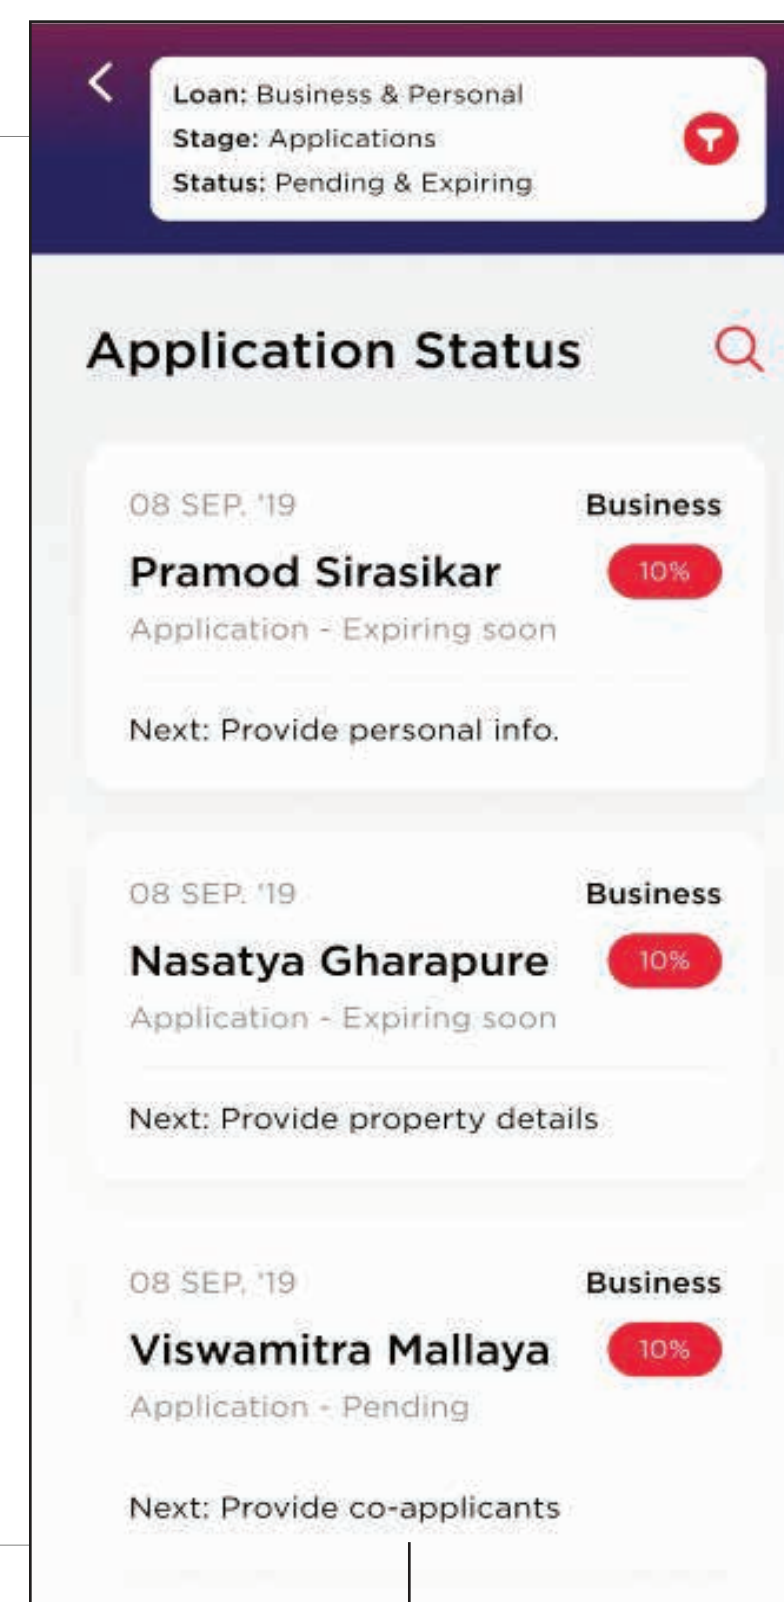 Loan: Business & Personal
Stage: Applications
Status: Pending & Expiring
Application Status
08 SEP. '19
Business
Pramod Sirasikar
10%
Application - Expiring soon
Next: Provide personal info.
08 SEP. '19
Business
Nasatya Gharapure
10%
Application - Expiring soon
Next: Provide property details
08 SEP. '19
Business
Viswamitra Mallaya
10%
Application - Pending
Next: Provide co-applicants